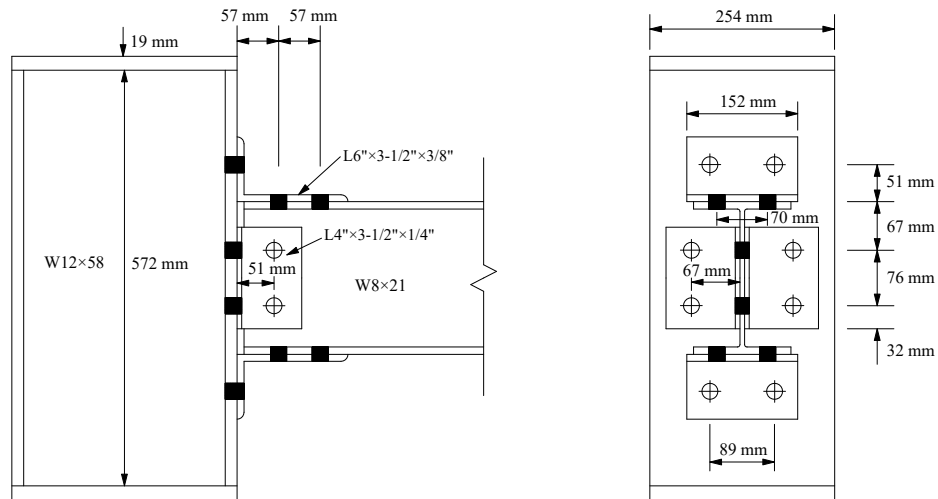 57 mm 57 mm
19 mm
L6"×3-1/2"×3/8"
L4"×3-1/2"×1/4"
51 mm
W12×58 572 mm
W8×21
254 mm
152 mm
51 mm
70 mm
67 mm
67 mm
76 mm
32 mm
89 mm